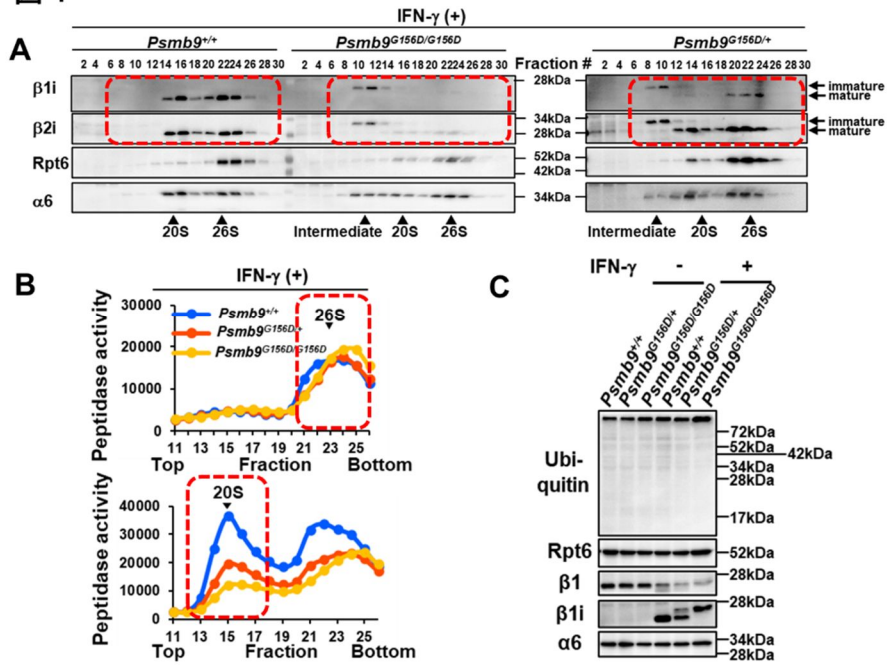 IFN-γ (+)
A
Psmb9+/+
Psmb9G156D/G156D
Psmb9G156D/+
2 4 6 8 10 12 14 16 18 20 22 24 26 28 30
2 4 6 8 10 12 14 16 18 20 22 24 26 28 30
Fraction #
2 4 6 8 10 12 14 16 18 20 22 24 26 28 30
β1i
28kDa
immature
mature
β2i
34kDa
28kDa
immature
mature
Rpt6
52kDa
42kDa
α6
34kDa
20S
26S
Intermediate
20S
26S
Intermediate
20S
26S
B
IFN-γ (+)
Peptidase activity
30000
20000
10000
0
Psmb9+/+
Psmb9G156D/+
Psmb9G156D/G156D
26S
11 13 15 17 19 21 23 25
Top
Fraction
Bottom
Peptidase activity
40000
30000
20000
10000
0
20S
11 13 15 17 19 21 23 25
Top
Fraction
Bottom
C
IFN-γ
-
+
Psmb9+/+
Psmb9G156D/+
Psmb9G156D/G156D
Psmb9+/+
Psmb9G156D/+
Psmb9G156D/G156D
Ubi-
quitin
72kDa
52kDa
42kDa
34kDa
28kDa
17kDa
Rpt6
52kDa
β1
28kDa
β1i
28kDa
α6
34kDa
28kDa